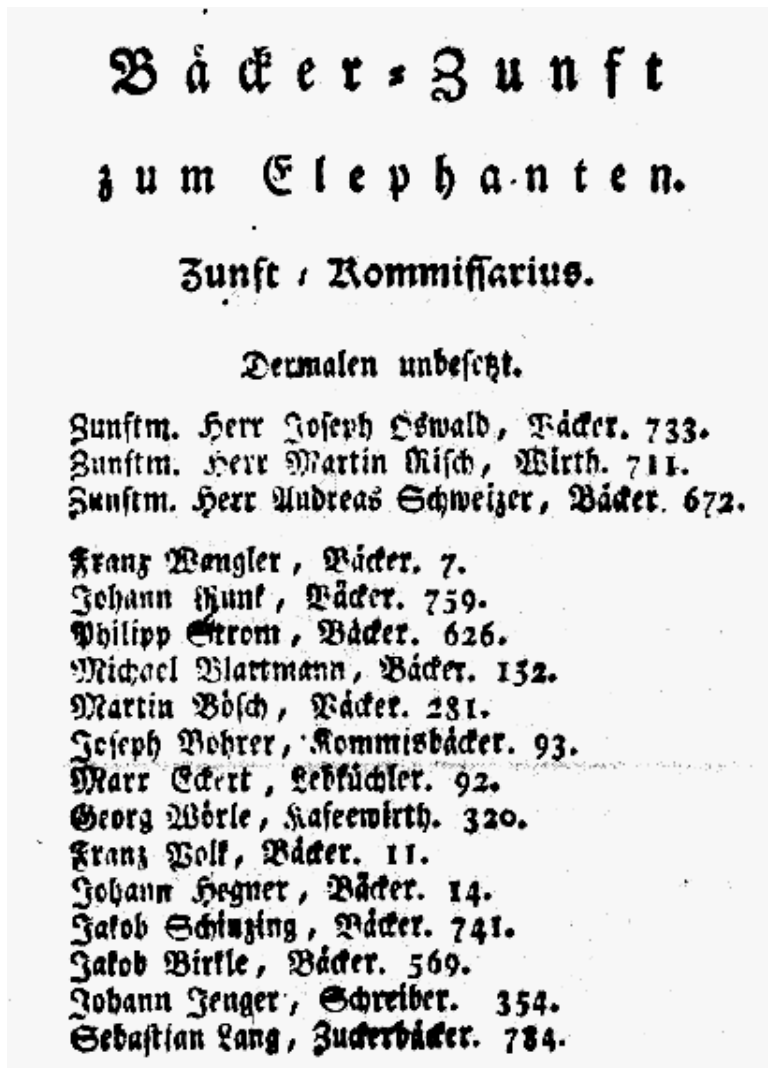 Bäcker-Zunft
zum Elephanten.
Zunft-Kommissarius.
Dermalen unbesetzt.
Zunftm. Herr Joseph Oswald, Bäcker. 733.
Zunftm. Herr Martin Risch, Wirth. 711.
Zunftm. Herr Andreas Schweizer, Bäcker. 672.
Franz Wangler, Bäcker. 7.
Johann Runk, Bäcker. 759.
Philipp Strom, Bäcker. 626.
Michael Blattmann, Bäcker. 152.
Martin Bösch, Bäcker. 281.
Joseph Bohrer, Kommisbäcker. 93.
Marx Eckert, Lebküchler. 92.
Georg Wörle, Kafeewirth. 320.
Franz Volk, Bäcker. 11.
Johann Hegner, Bäcker. 14.
Jakob Schinzing, Bäcker. 741.
Jakob Birkle, Bäcker. 569.
Johann Jenger, Schreiber. 354.
Sebastian Lang, Zuckerbäcker. 784.